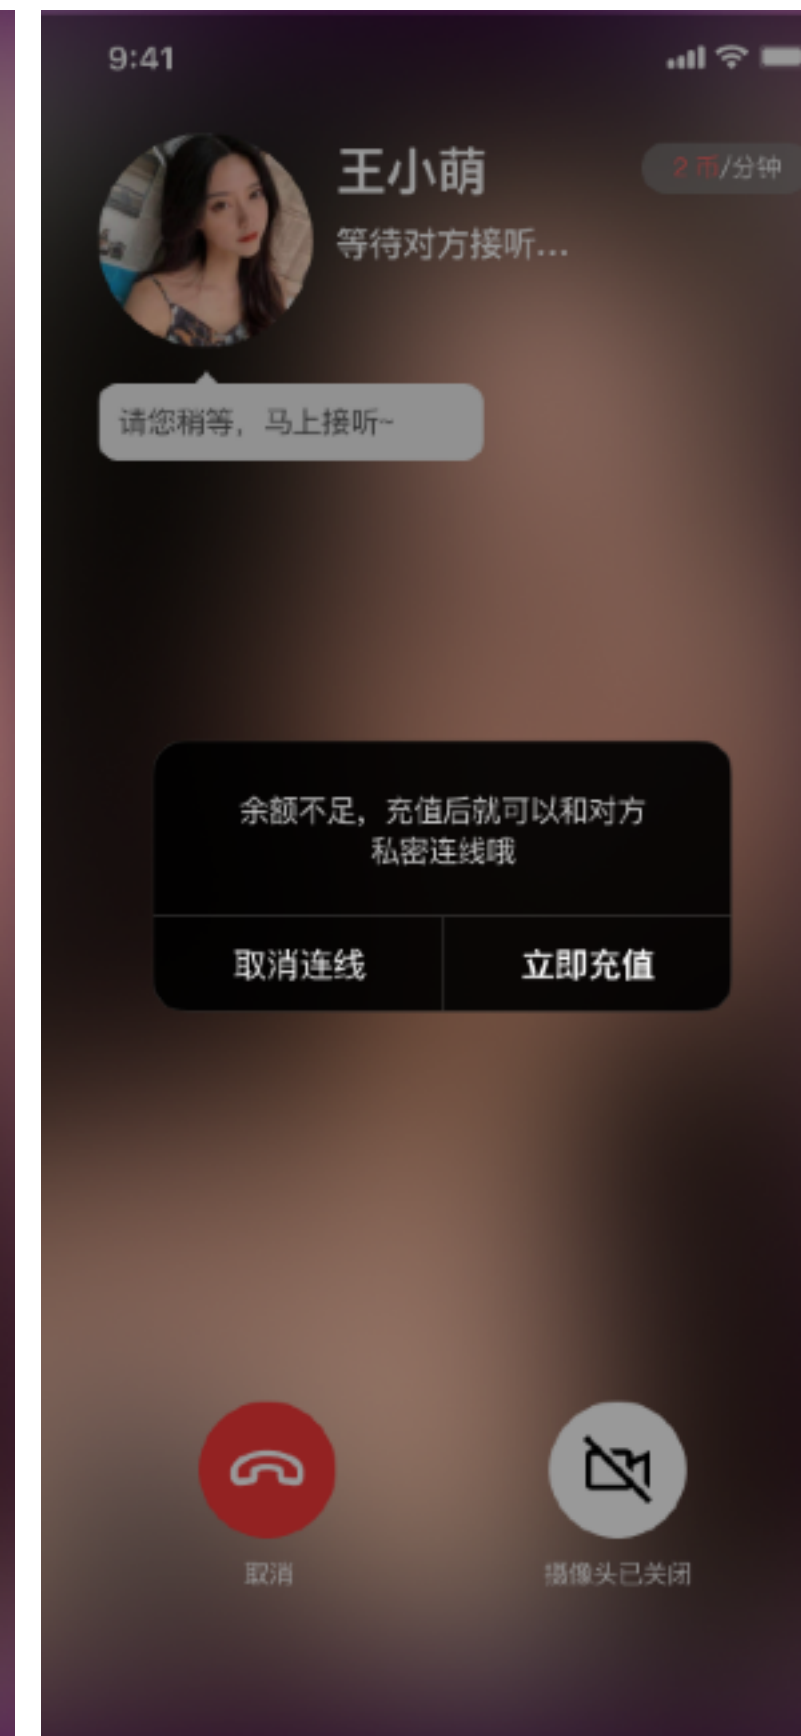 9:41
王小萌
2 币/分钟
等待对方接听...
请您稍等，马上接听~
余额不足，充值后就可以和对方
私密连线哦
取消连线
立即充值
取消
摄像头已关闭